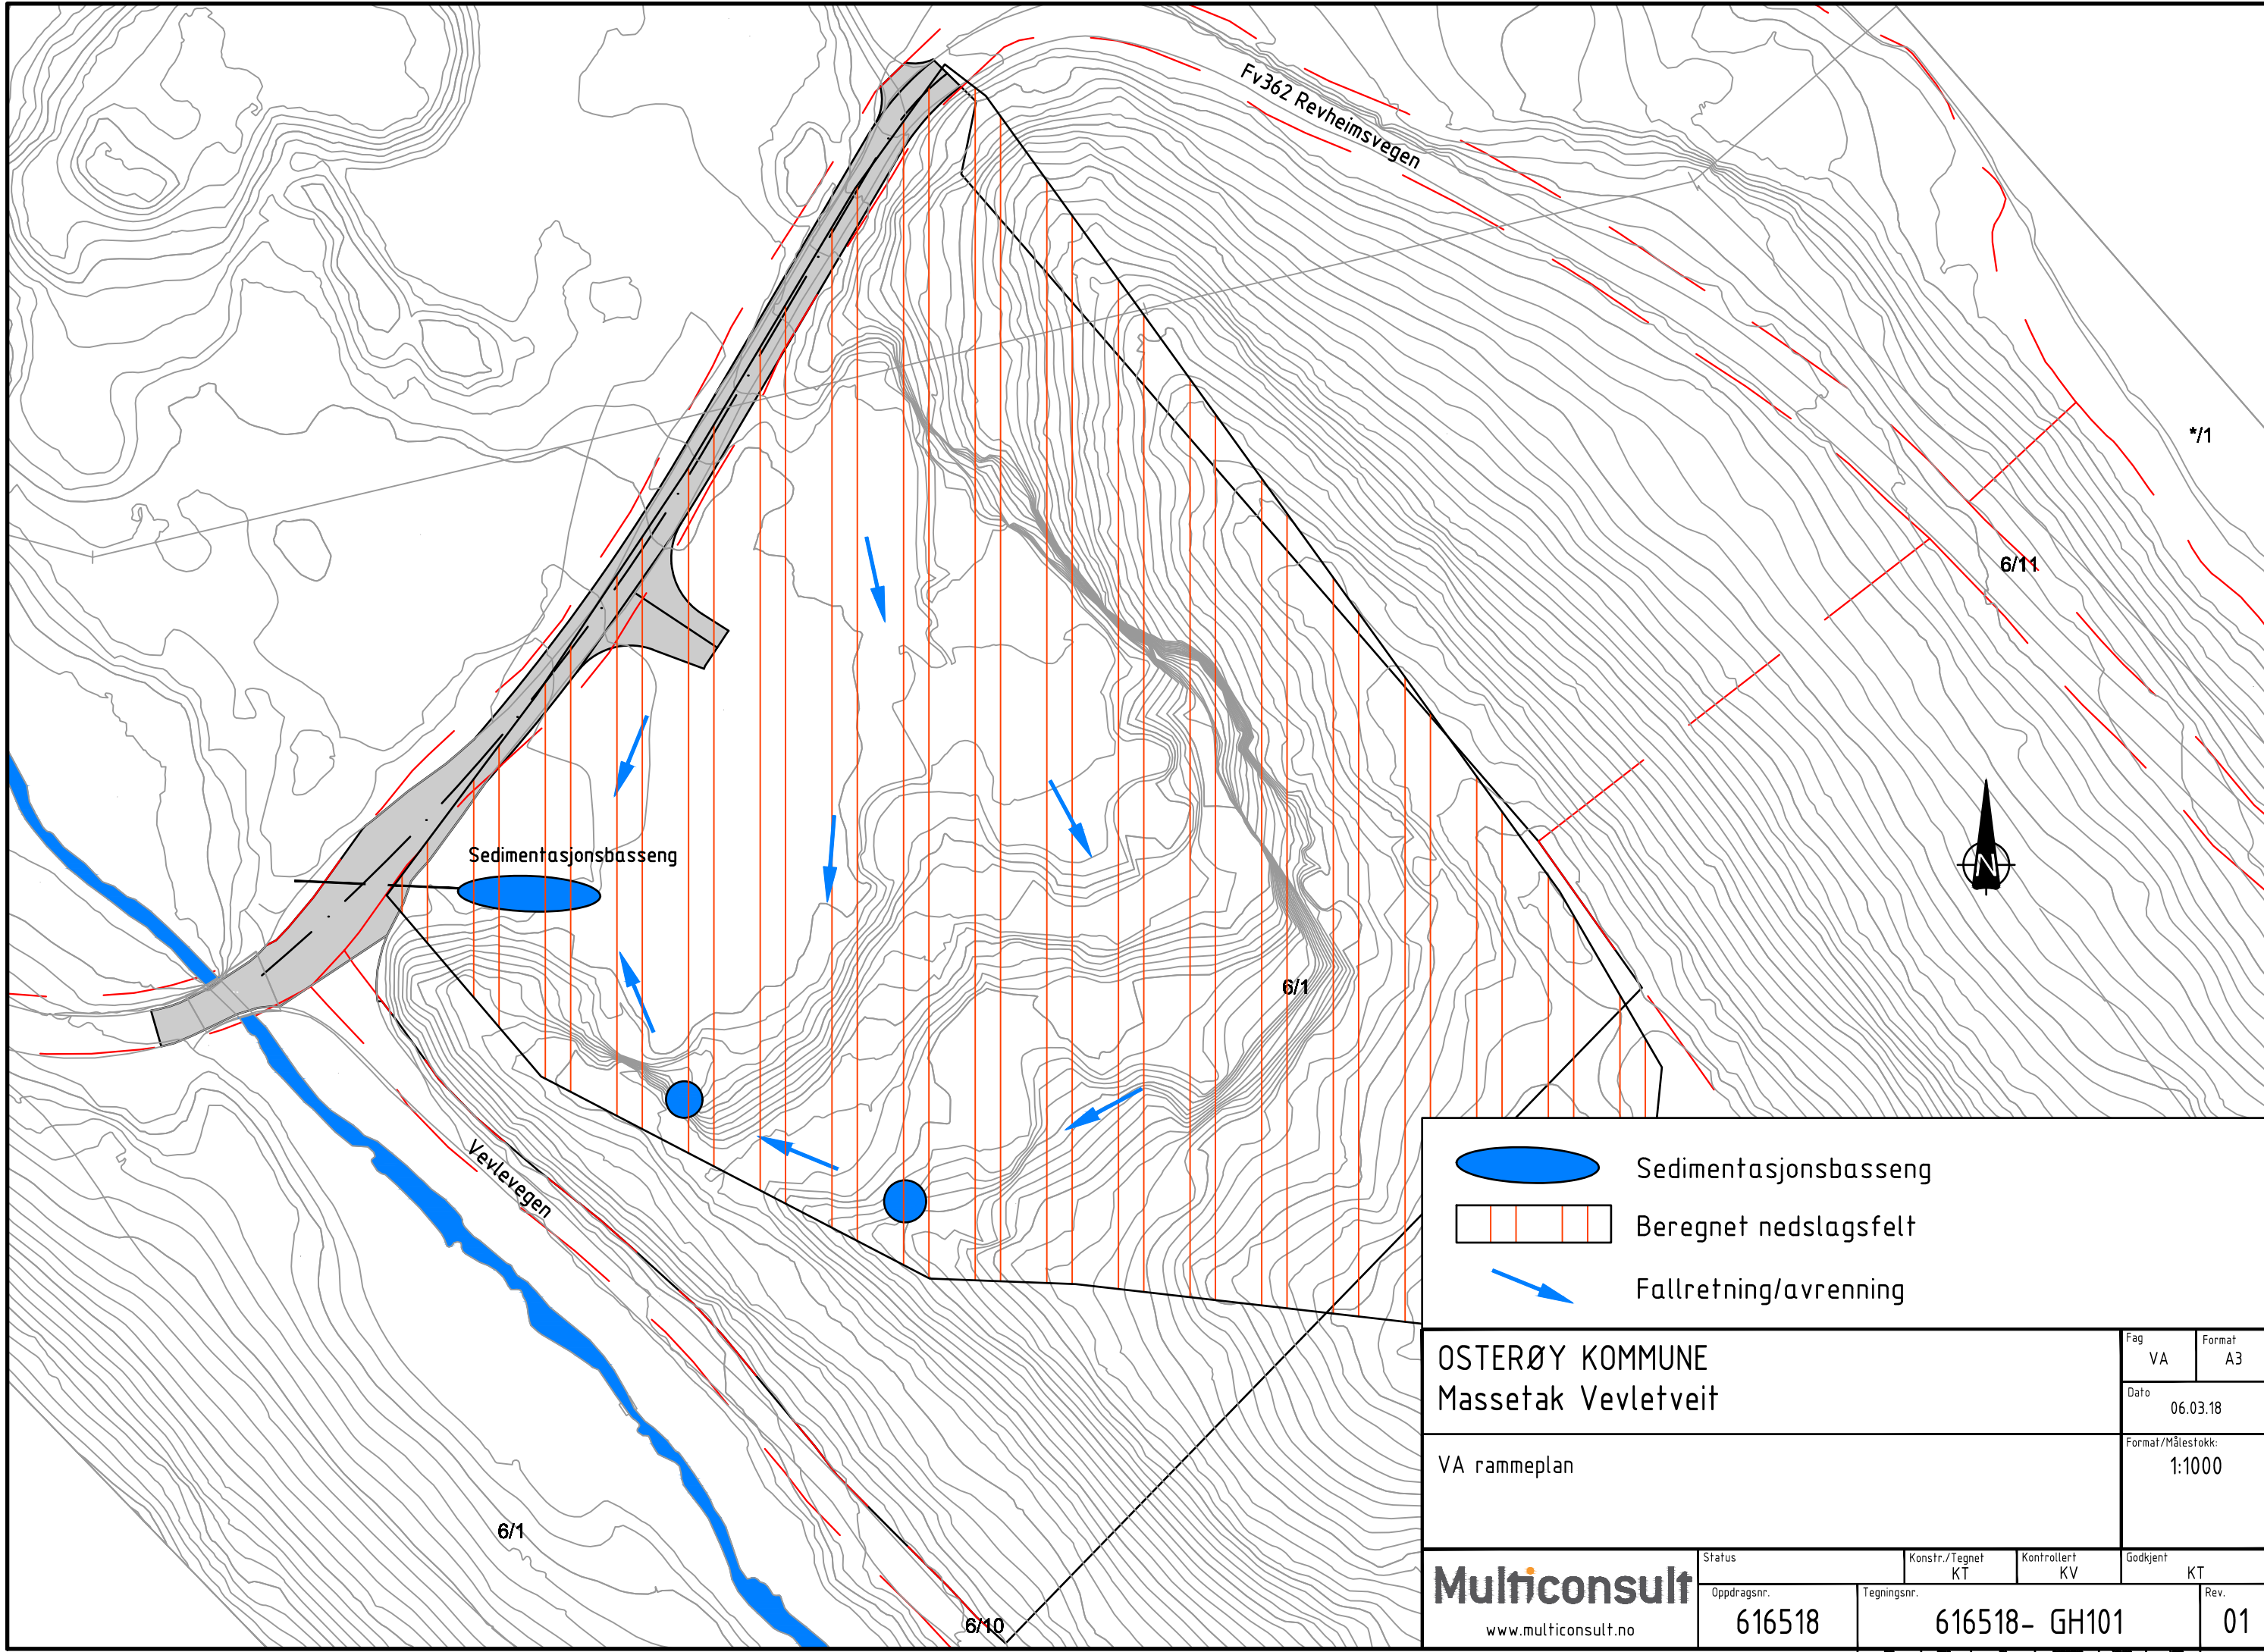 Fv362 Revheimsvegen
*/1
6/11
Sedimentasjonsbasseng
N
6/1
Vevlevegen
6/1
6/10
Sedimentasjonsbasseng
Beregnet nedslagsfelt
Fallretning/avrenning
OSTERØY KOMMUNE
Massetak Vevletveit
Fag
VA
Format
A3
Dato
06.03.18
VA rammeplan
Format/Målestokk:
1:1000
Multiconsult
www.multiconsult.no
Status
Konstr./Tegnet
KT
Kontrollert
KV
Godkjent
KT
Oppdragsnr.
616518
Tegningsnr.
616518- GH101
Rev.
01